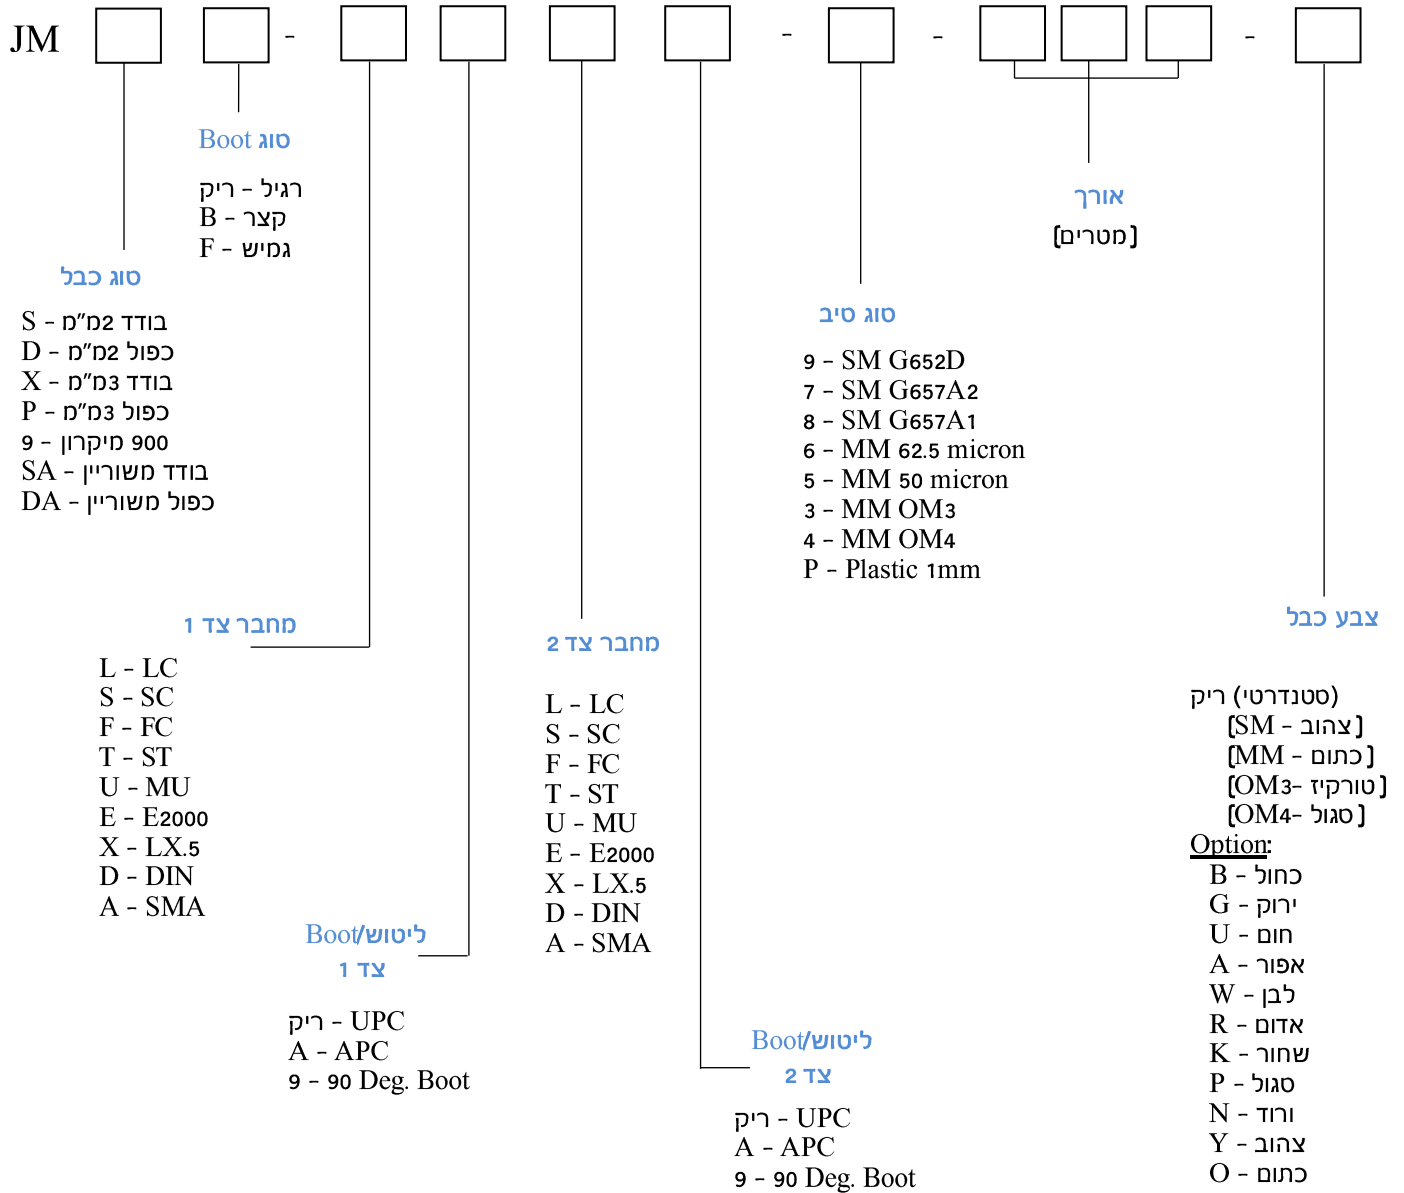 JM - - - -
סוג Boot
ריק - רגיל
B - קצר
F - גמיש
סוג כבל
S - בודד 2מ"מ
D - כפול 2מ"מ
X - בודד 3מ"מ
P - כפול 3מ"מ
9 - 900 מיקרון
SA - בודד משוריין
DA - כפול משוריין
אורך
(מטרים)
סוג סיב
9 - SM G652D
7 - SM G657A2
8 - SM G657A1
6 - MM 62.5 micron
5 - MM 50 micron
3 - MM OM3
4 - MM OM4
P - Plastic 1mm
מחבר צד 1
L - LC
S - SC
F - FC
T - ST
U - MU
E - E2000
X - LX.5
D - DIN
A - SMA
ליטוש/Boot
צד 1
ריק - UPC
A - APC
9 - 90 Deg. Boot
מחבר צד 2
L - LC
S - SC
F - FC
T - ST
U - MU
E - E2000
X - LX.5
D - DIN
A - SMA
ליטוש/Boot
צד 2
ריק - UPC
A - APC
9 - 90 Deg. Boot
צבע כבל
ריק (סטנדרטי)
(צהוב - SM)
(כתום - MM)
(טורקיז -OM3)
(סגול -OM4)
Option:
B - כחול
G - ירוק
U - חום
A - אפור
W - לבן
R - אדום
K - שחור
P - סגול
N - ורוד
Y - צהוב
O - כתום